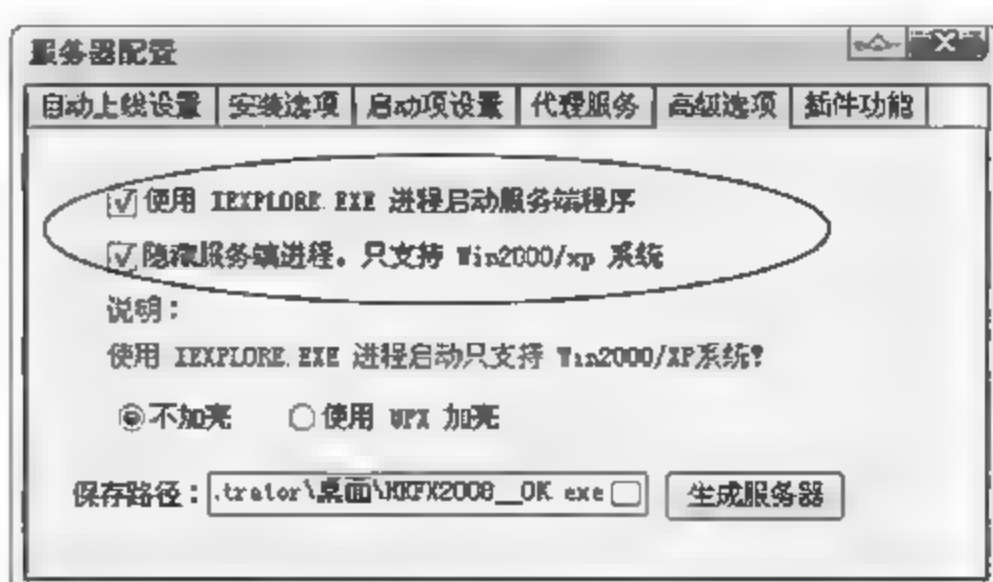 服务器配置
自动上线设置 安装选项 启动项设置 代理服务 高级选项 插件功能
使用 IEXPLORE.EXE 进程启动服务端程序
隐藏服务端进程。只支持 Win2000/xp 系统
说明：
使用 IEXPLORE.EXE 进程启动只支持 Win2000/XP系统!
不加壳 使用 UPX 加壳
保存路径： .trator\桌面\ .exe 生成服务器